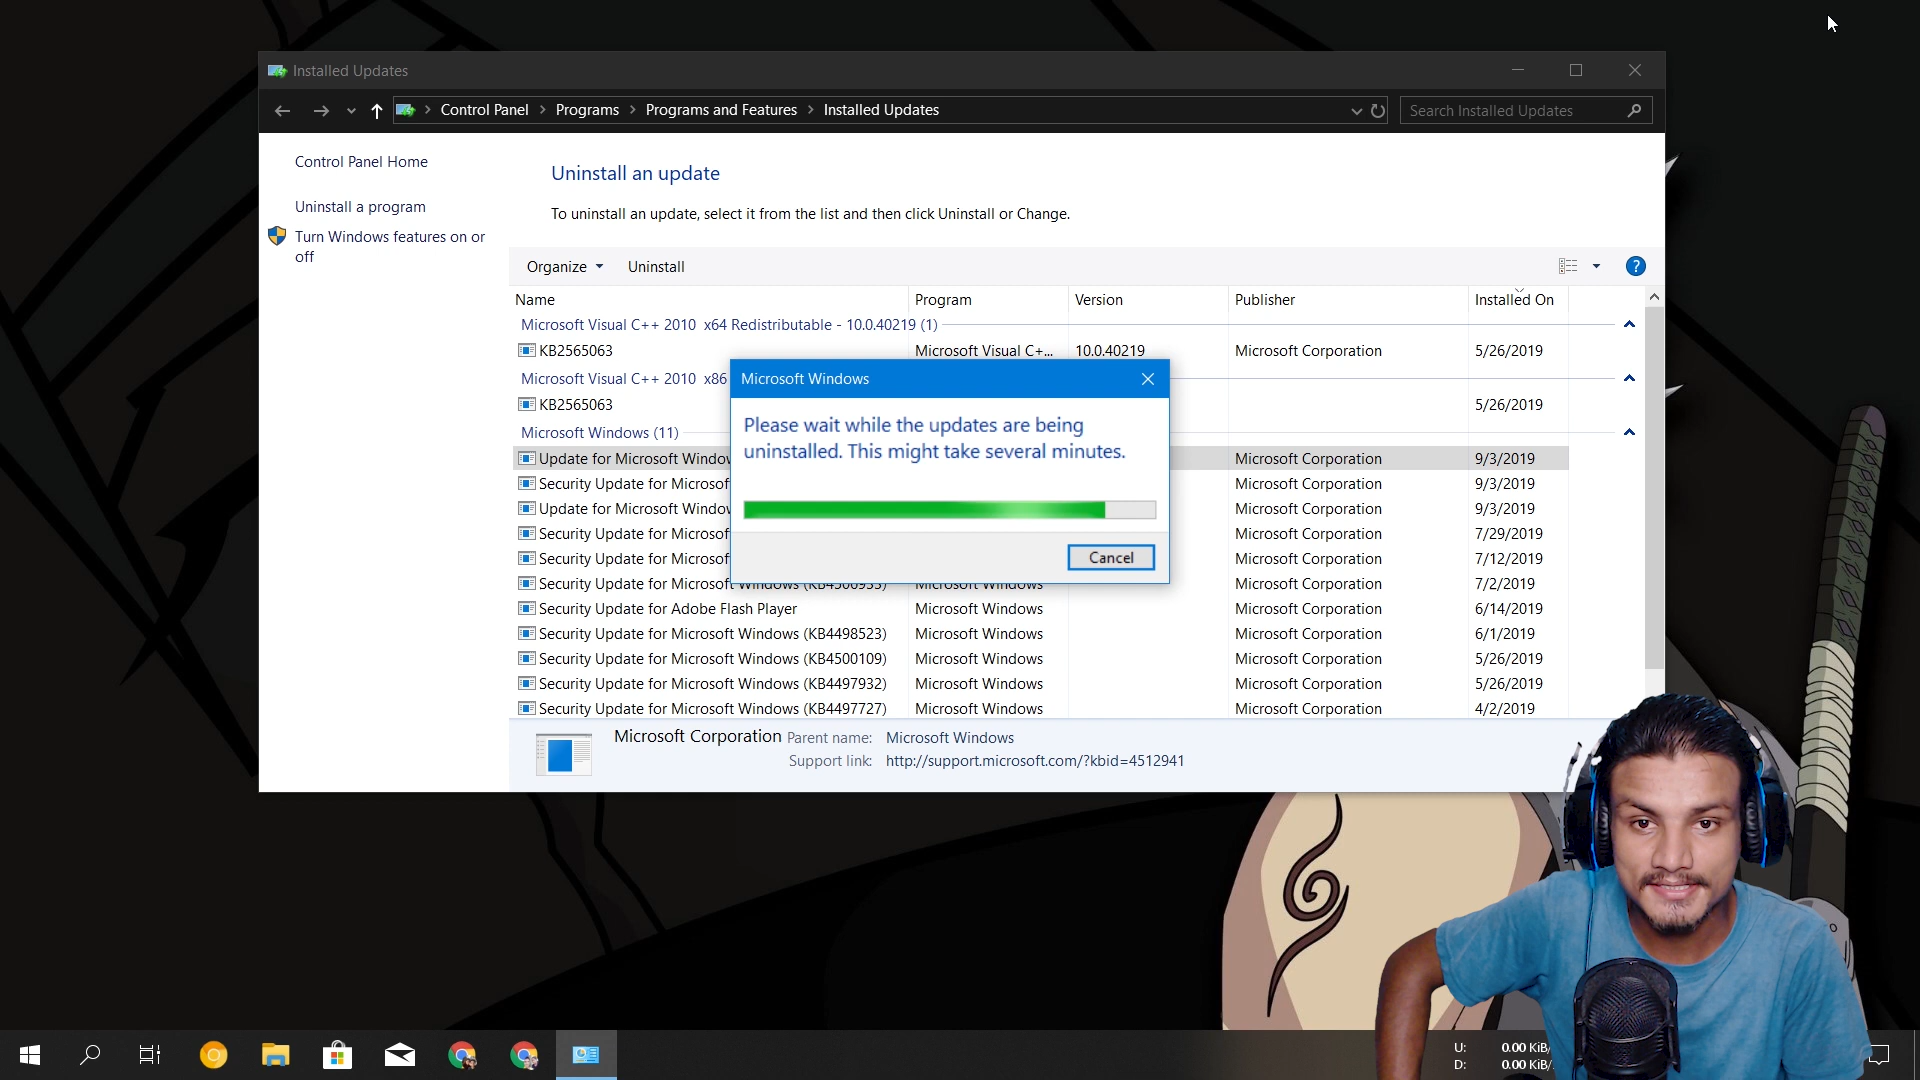 Installed Updates
Control Panel > Programs > Programs and Features > Installed Updates
Search Installed Updates
Control Panel Home
Uninstall a program
Turn Windows features on or
off
Uninstall an update
To uninstall an update, select it from the list and then click Uninstall or Change.
Organize Uninstall
Name Program Version Publisher Installed On
Microsoft Visual C++ 2010 x64 Redistributable - 10.0.40219 (1)
KB2565063 Microsoft Visual C+... 10.0.40219 Microsoft Corporation 5/26/2019
Microsoft Visual C++ 2010 x86
KB2565063 5/26/2019
Microsoft Windows (11)
Update for Microsoft Window Microsoft Corporation 9/3/2019
Security Update for Microsof Microsoft Corporation 9/3/2019
Update for Microsoft Window Microsoft Corporation 9/3/2019
Security Update for Microsof Microsoft Corporation 7/29/2019
Security Update for Microsof Microsoft Corporation 7/12/2019
Security Update for Microsoft Windows Microsoft Windows Microsoft Corporation 7/2/2019
Security Update for Adobe Flash Player Microsoft Windows Microsoft Corporation 6/14/2019
Security Update for Microsoft Windows (KB4498523) Microsoft Windows Microsoft Corporation 6/1/2019
Security Update for Microsoft Windows (KB4500109) Microsoft Windows Microsoft Corporation 5/26/2019
Security Update for Microsoft Windows (KB4497932) Microsoft Windows Microsoft Corporation 5/26/2019
Security Update for Microsoft Windows (KB4497727) Microsoft Windows Microsoft Corporation 4/2/2019
Microsoft Windows
Please wait while the updates are being
uninstalled. This might take several minutes.
Cancel
Microsoft Corporation Parent name: Microsoft Windows
Support link: http://support.microsoft.com/?kbid=4512941
U: 0.00 KiB/
D: 0.00 KiB/